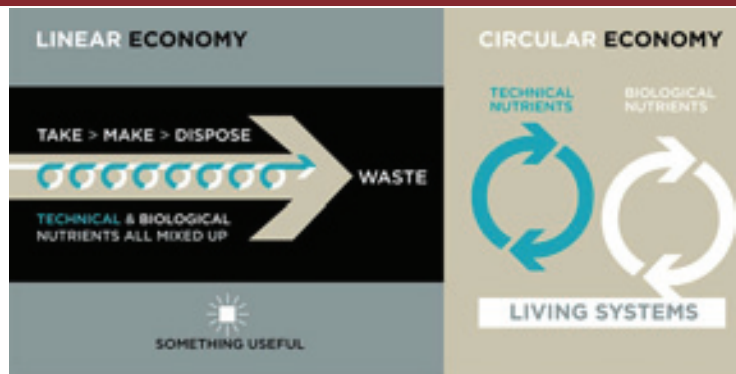 LINEAR ECONOMY
TAKE > MAKE > DISPOSE
WASTE
TECHNICAL & BIOLOGICAL
NUTRIENTS ALL MIXED UP
SOMETHING USEFUL
CIRCULAR ECONOMY
TECHNICAL
NUTRIENTS
BIOLOGICAL
NUTRIENTS
LIVING SYSTEMS